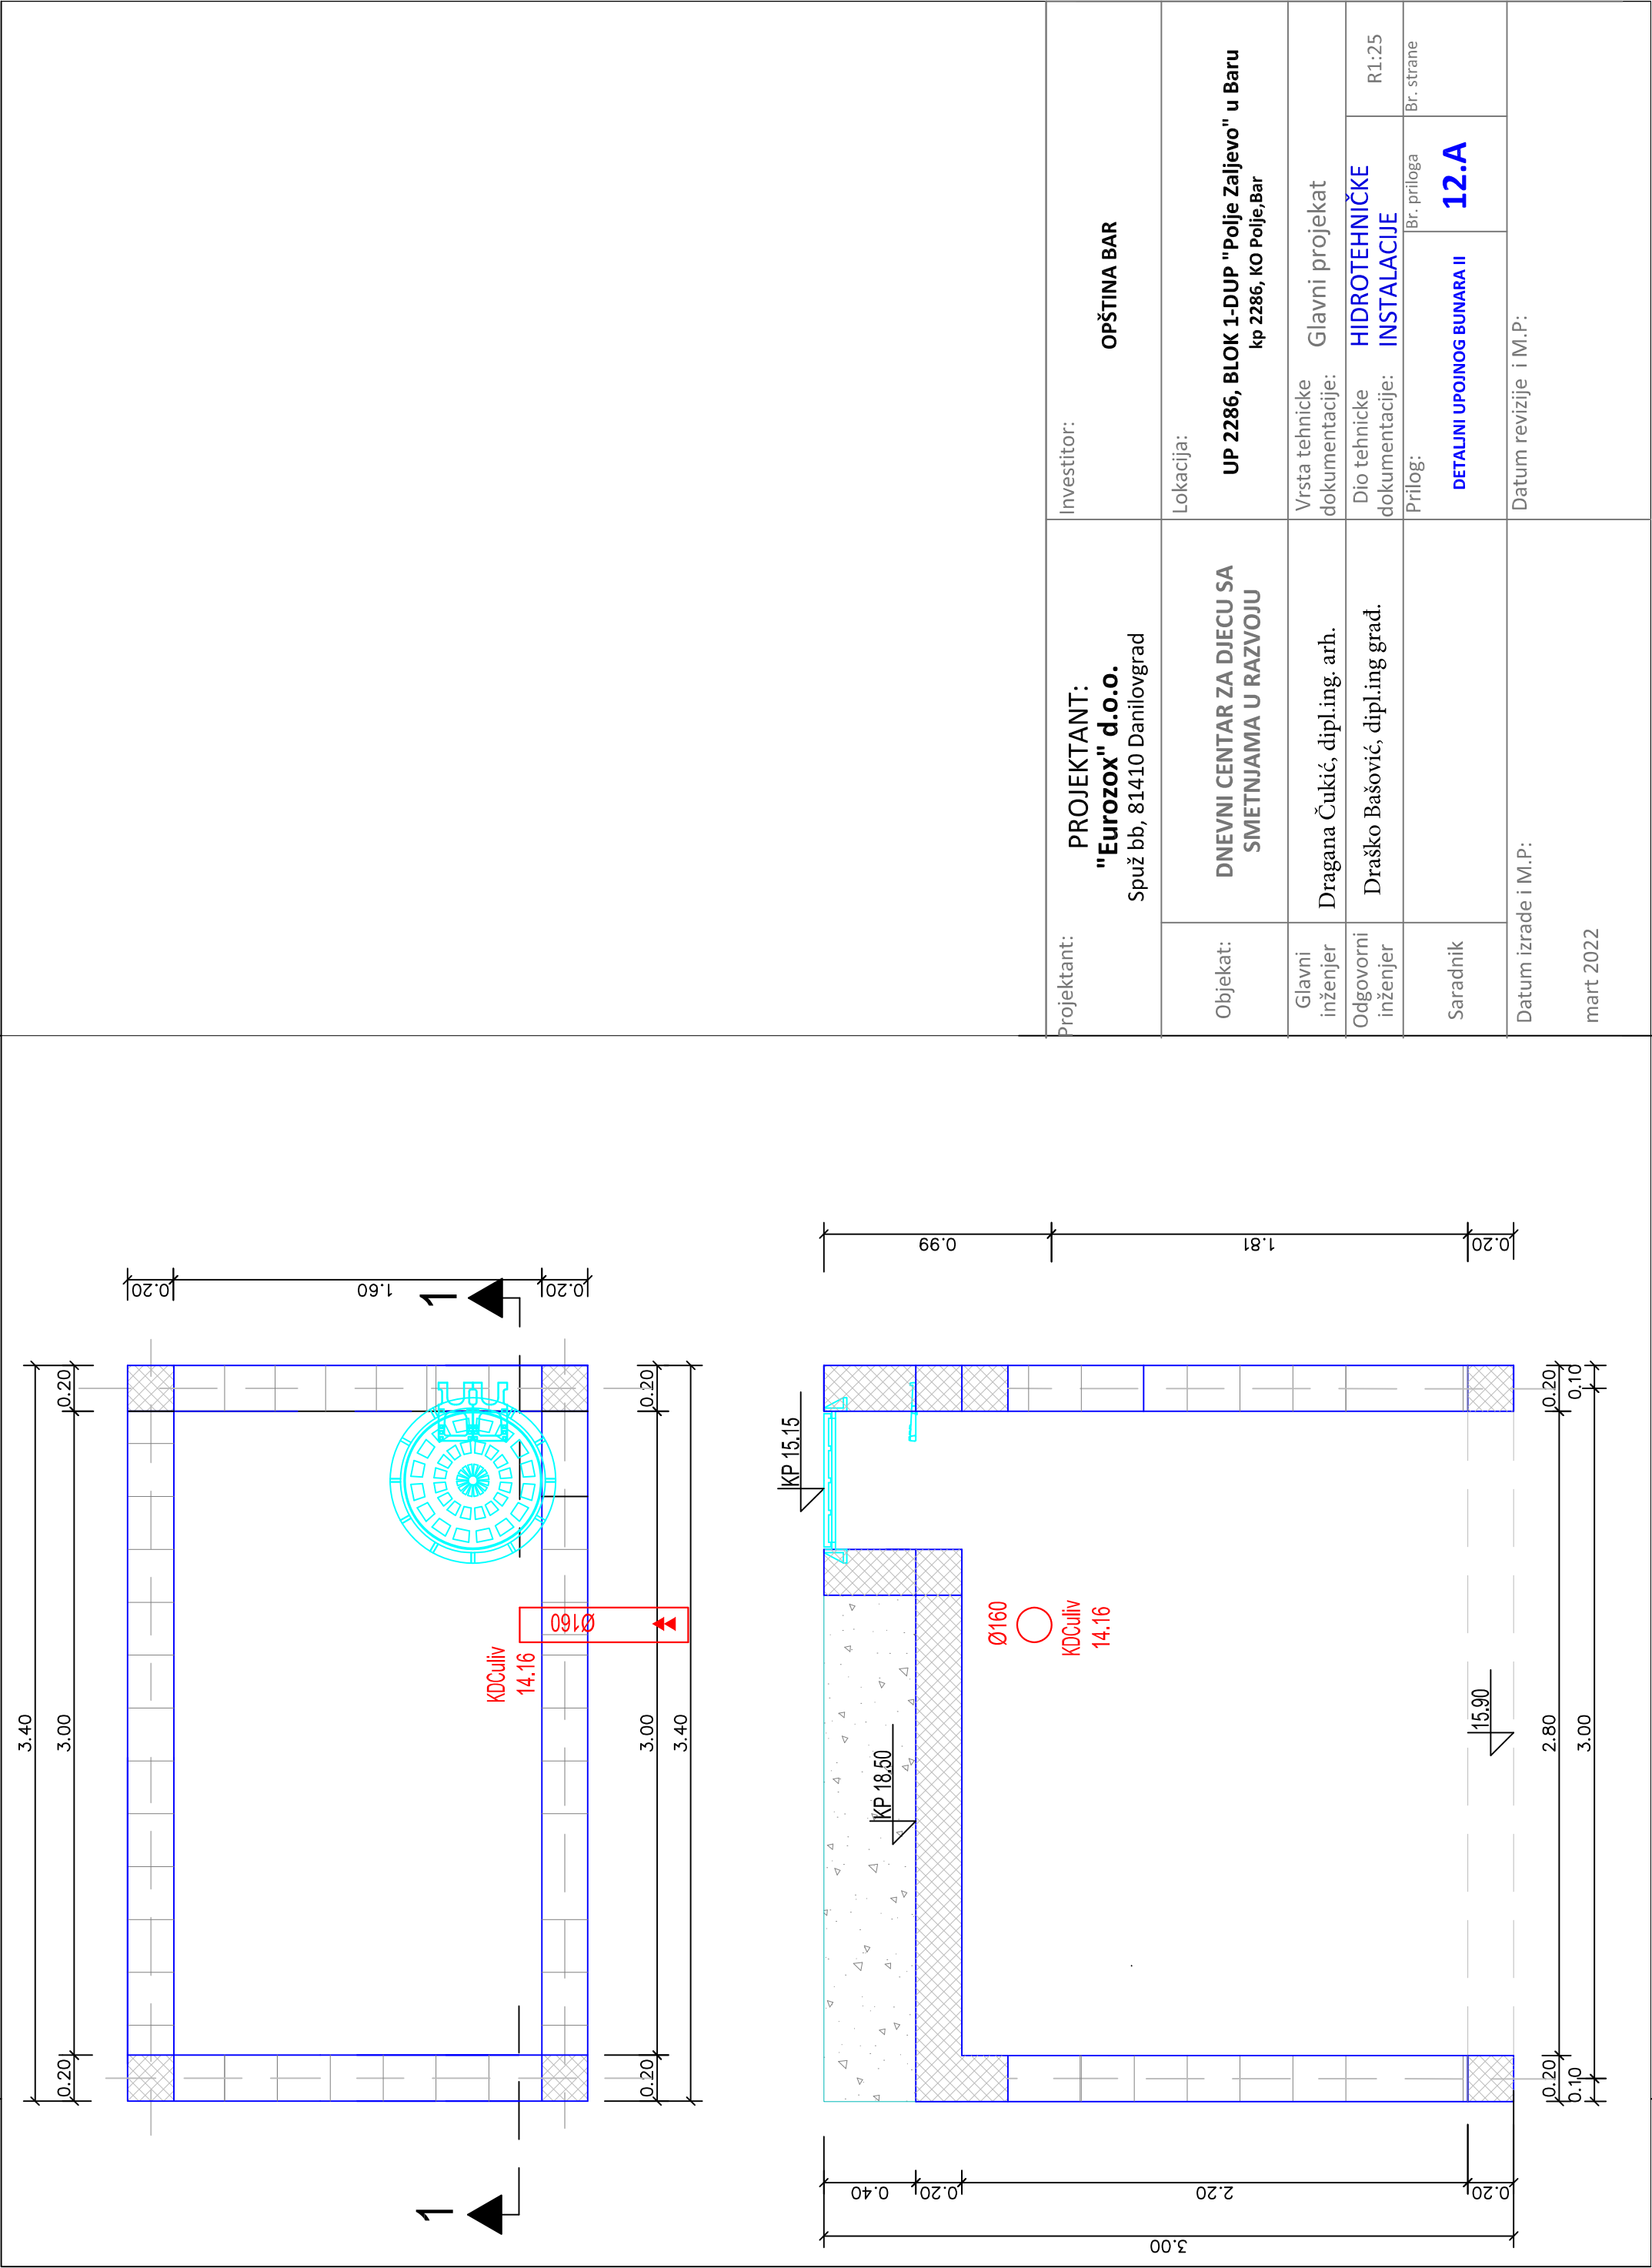 3.40
0.20
3.00
0.20
0.20
1.60
0.20
1
1
KDCuliv
14.16
Ø160
0.20
3.00
0.20
3.40
KP 15.15
KP 18.50
Ø160
KDCuliv
14.16
15.90
0.99
1.81
0.20
0.40
0.20
2.20
0.20
3.00
0.20
2.80
0.20
0.10
3.00
0.10
Projektant:
PROJEKTANT:
"Eurozox" d.o.o.
Spuž bb, 81410 Danilovgrad
Investitor:
OPŠTINA BAR
Objekat:
DNEVNI CENTAR ZA DJECU SA
SMETNJAMA U RAZVOJU
Lokacija:
UP 2286, BLOK 1-DUP "Polje Zaljevo" u Baru
kp 2286, KO Polje,Bar
Glavni
inženjer
Dragana Čukić, dipl.ing. arh.
Vrsta tehnicke
dokumentacije:
Glavni projekat
Odgovorni
inženjer
Draško Bašović, dipl.ing građ.
Dio tehnicke
dokumentacije:
HIDROTEHNIČKE
INSTALACIJE
R1:25
Saradnik
Prilog:
DETALJNI UPOJNOG BUNARA II
Br. priloga
12.A
Br. strane
Datum izrade i M.P:
mart 2022
Datum revizije i M.P: